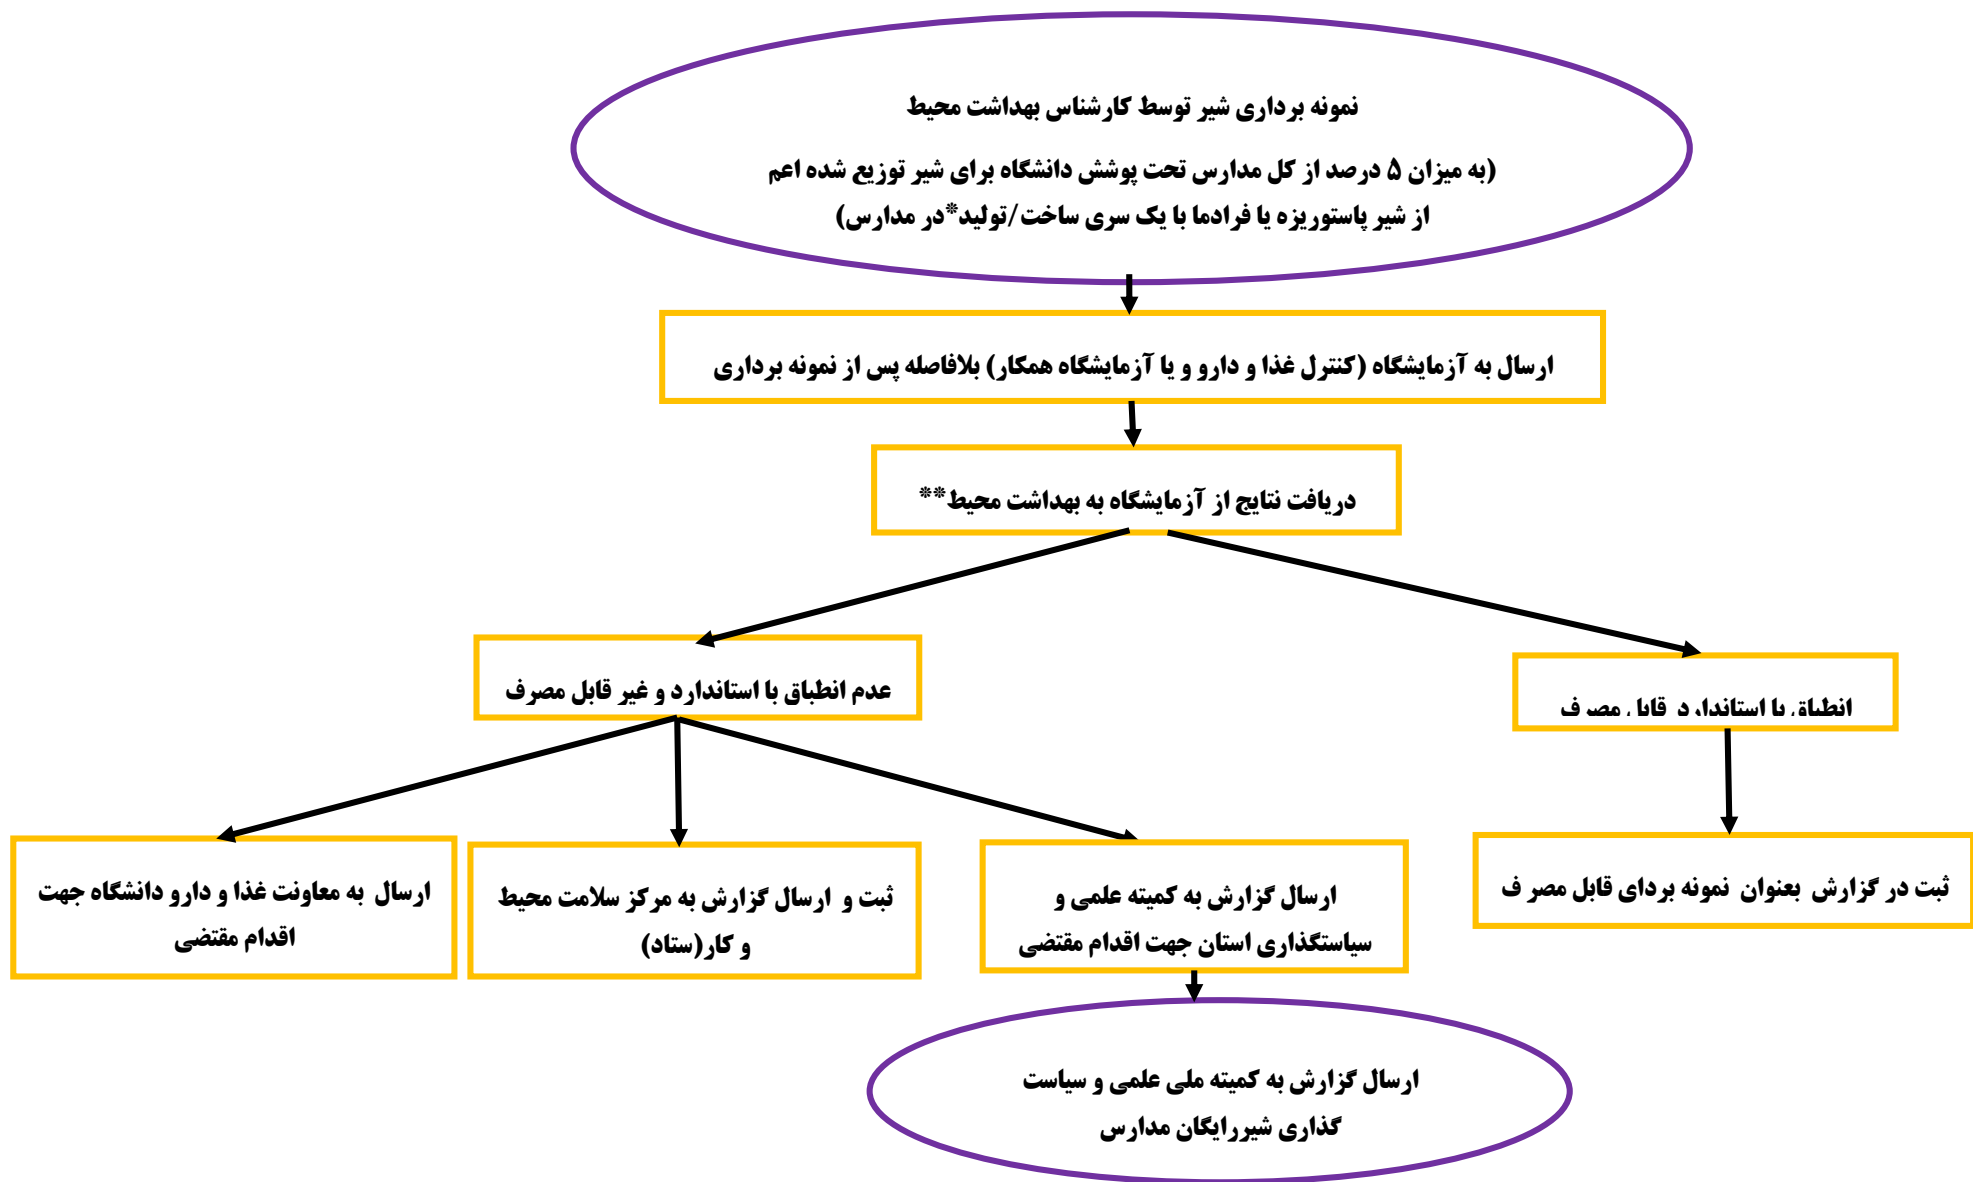 نمونه برداری شیر توسط کارشناس بهداشت محیط
(به میزان ۵ درصد از کل مدارس تحت پوشش دانشگاه برای شیر توزیع شده اعم
از شیر پاستوریزه یا فرادما با یک سری ساخت/تولید*در مدارس)
ارسال به آزمایشگاه (کنترل غذا و دارو و یا آزمایشگاه همکار) بلافاصله پس از نمونه برداری
دریافت نتایج از آزمایشگاه به بهداشت محیط**
انطباق با استاندارد قابل مصرف
عدم انطباق با استاندارد و غیر قابل مصرف
ثبت در گزارش بعنوان نمونه بردای قابل مصر ف
ارسال گزارش به کمیته علمی و
سیاستگذاری استان جهت اقدام مقتضی
ثبت و ارسال گزارش به مرکز سلامت محیط
و کار(ستاد)
ارسال به معاونت غذا و دارو دانشگاه جهت
اقدام مقتضی
ارسال گزارش به کمیته ملی علمی و سیاست
گذاری شیررایگان مدارس